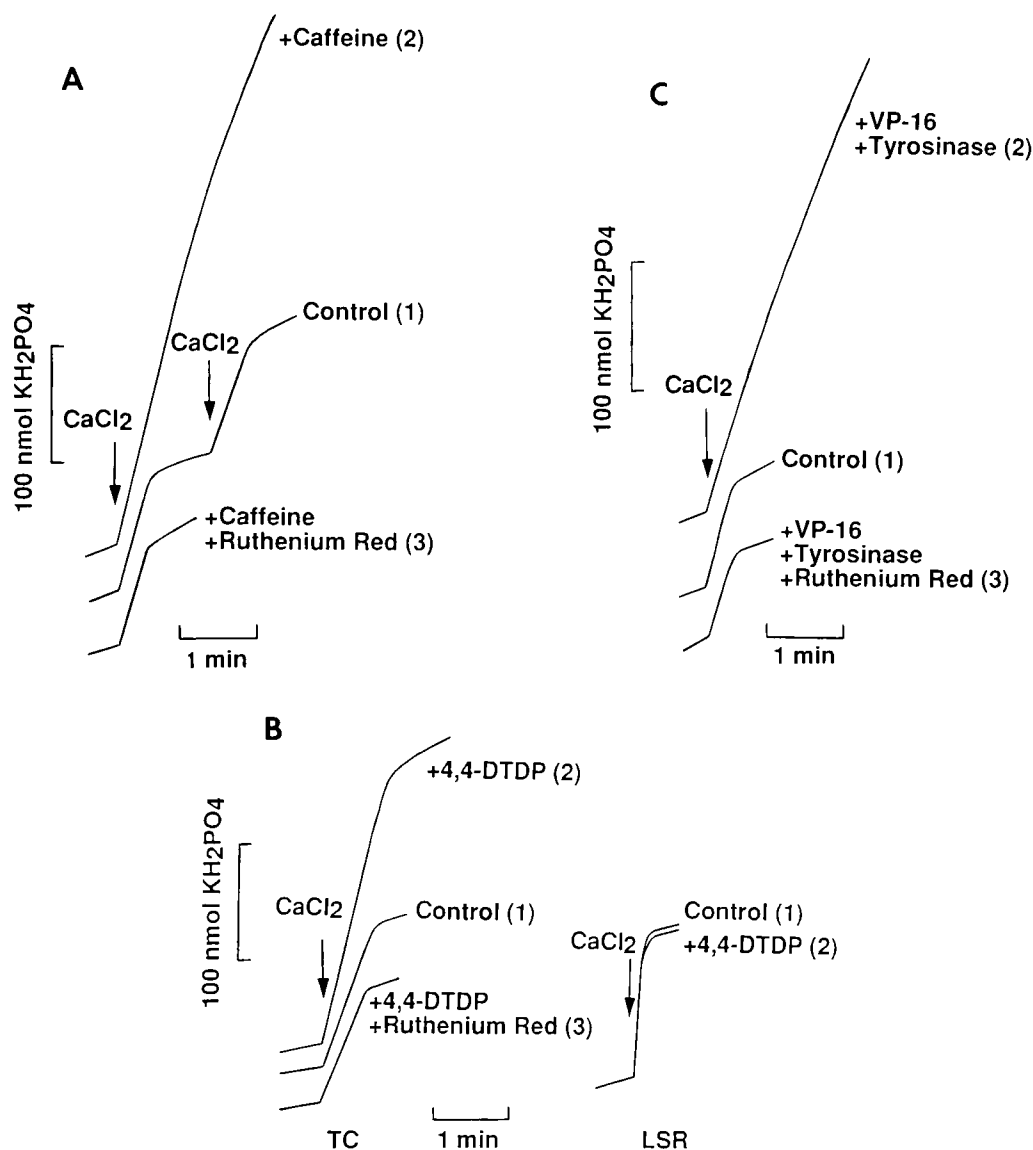 A
+Caffeine (2)
100 nmol KH2PO4
CaCl2
CaCl2
Control (1)
+Caffeine
+Ruthenium Red (3)
1 min
C
+VP-16
+Tyrosinase (2)
100 nmol KH2PO4
CaCl2
Control (1)
+VP-16
+Tyrosinase
+Ruthenium Red (3)
1 min
B
+4,4-DTDP (2)
100 nmol KH2PO4
CaCl2
Control (1)
+4,4-DTDP
+Ruthenium Red (3)
TC
1 min
CaCl2
Control (1)
+4,4-DTDP (2)
LSR